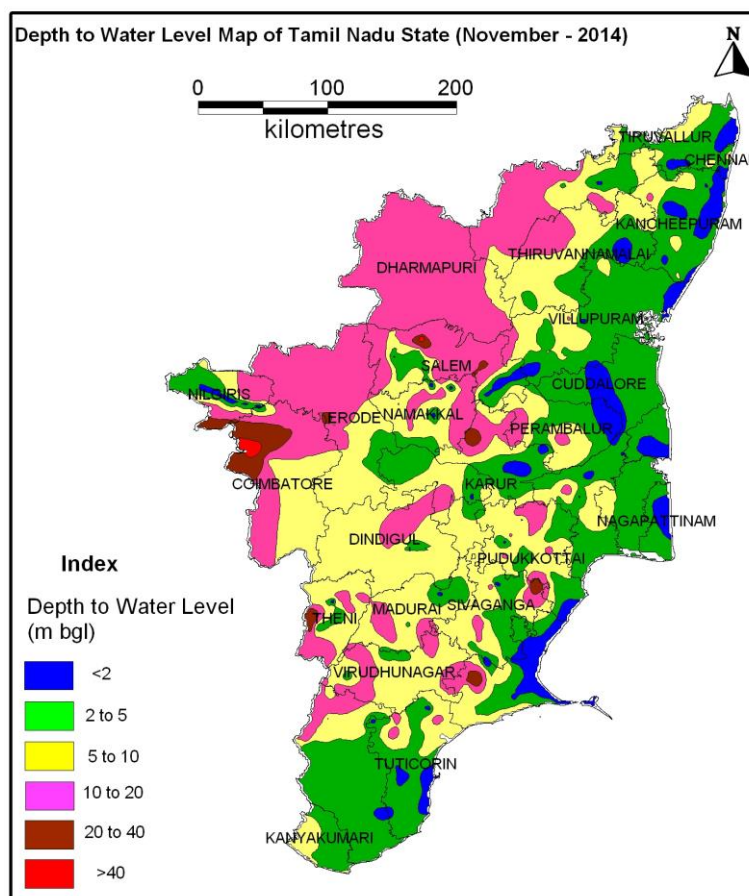 Depth to Water Level Map of Tamil Nadu State (November - 2014)
N
0 100 200
kilometres
TIRUVALLUR
CHENNAI
KANCHEEPURAM
THIRUVANNAMALAI
DHARMAPURI
VILLUPURAM
SALEM
CUDDALORE
NILGIRIS
ERODE
NAMAKKAL
PERAMBALUR
COIMBATORE
KARUR
NAGAPATTINAM
DINDIGUL
PUDUKKOTTAI
THENI
MADURAI
SIVAGANGA
VIRUDHUNAGAR
TUTICORIN
KANYAKUMARI
Index
Depth to Water Level
(m bgl)
<2
2 to 5
5 to 10
10 to 20
20 to 40
>40